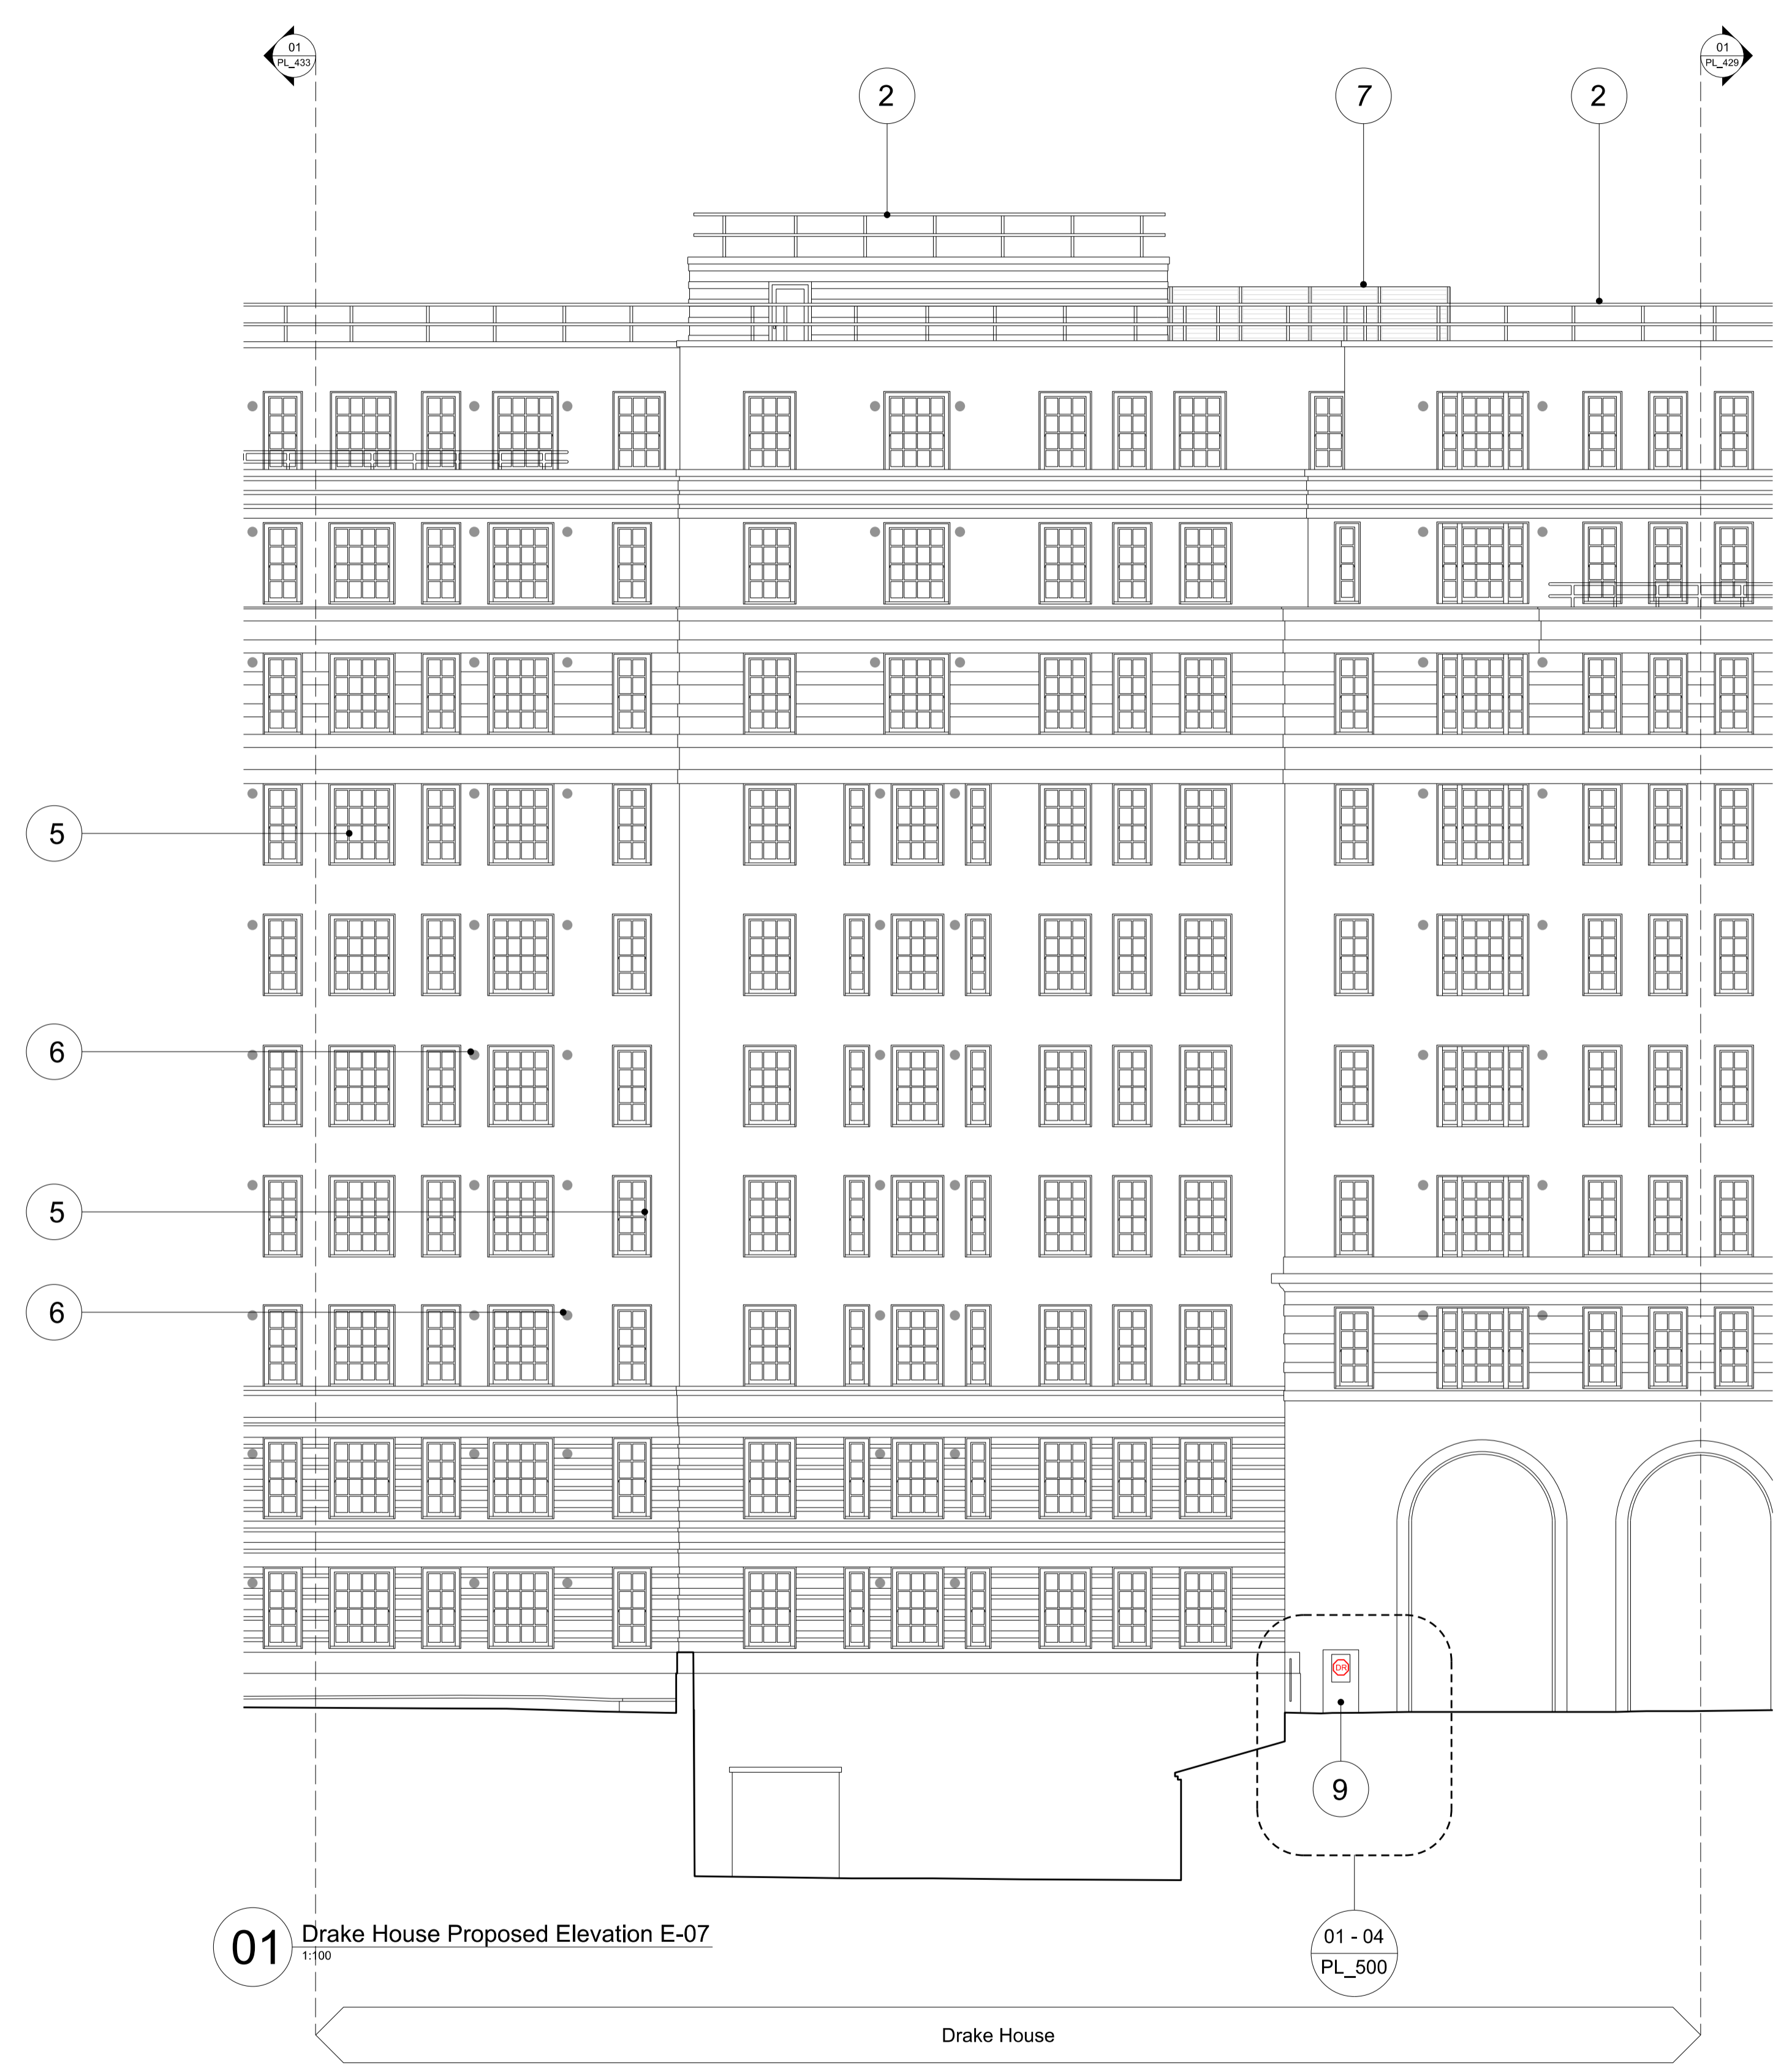 01
PL_433
01
PL_429
2
7
2
5
6
5
6
DR
9
01
Drake House Proposed Elevation E-07
1:100
01 - 04
PL_500
Drake House